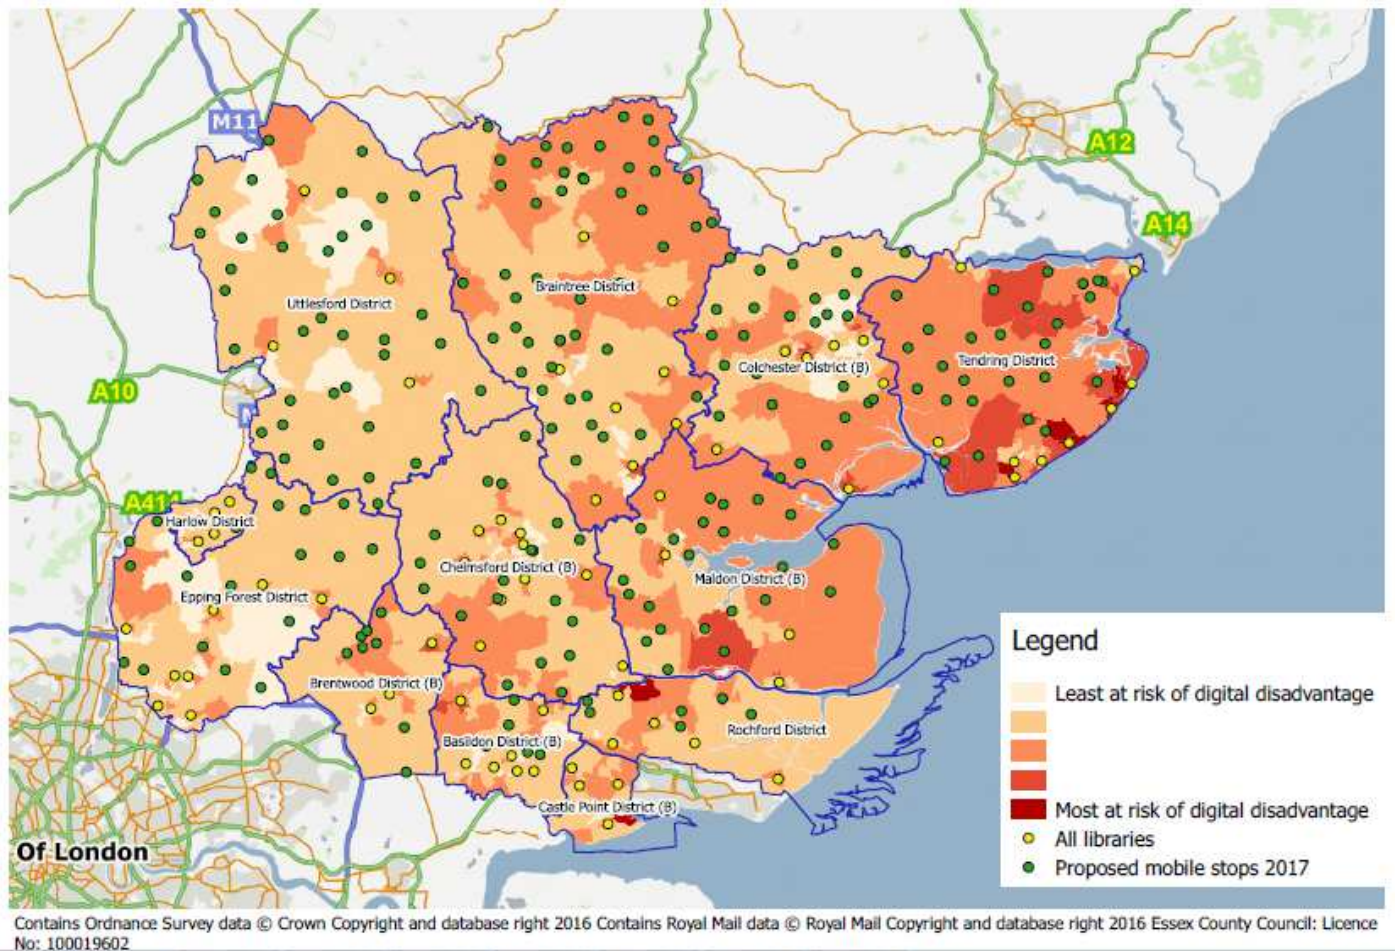 M11
A12
A14
Uttlesford District
Braintree District
Colchester District (B)
Tendring District
A10
A414
Harlow District
Epping Forest District
Chelmsford District (B)
Maldon District (B)
Brentwood District (B)
Basildon District (B)
Rochford District
Castle Point District (B)
Of London
Legend
Least at risk of digital disadvantage
Most at risk of digital disadvantage
All libraries
Proposed mobile stops 2017
Contains Ordnance Survey data © Crown Copyright and database right 2016 Contains Royal Mail data © Royal Mail Copyright and database right 2016 Essex County Council: Licence
No: 100019602